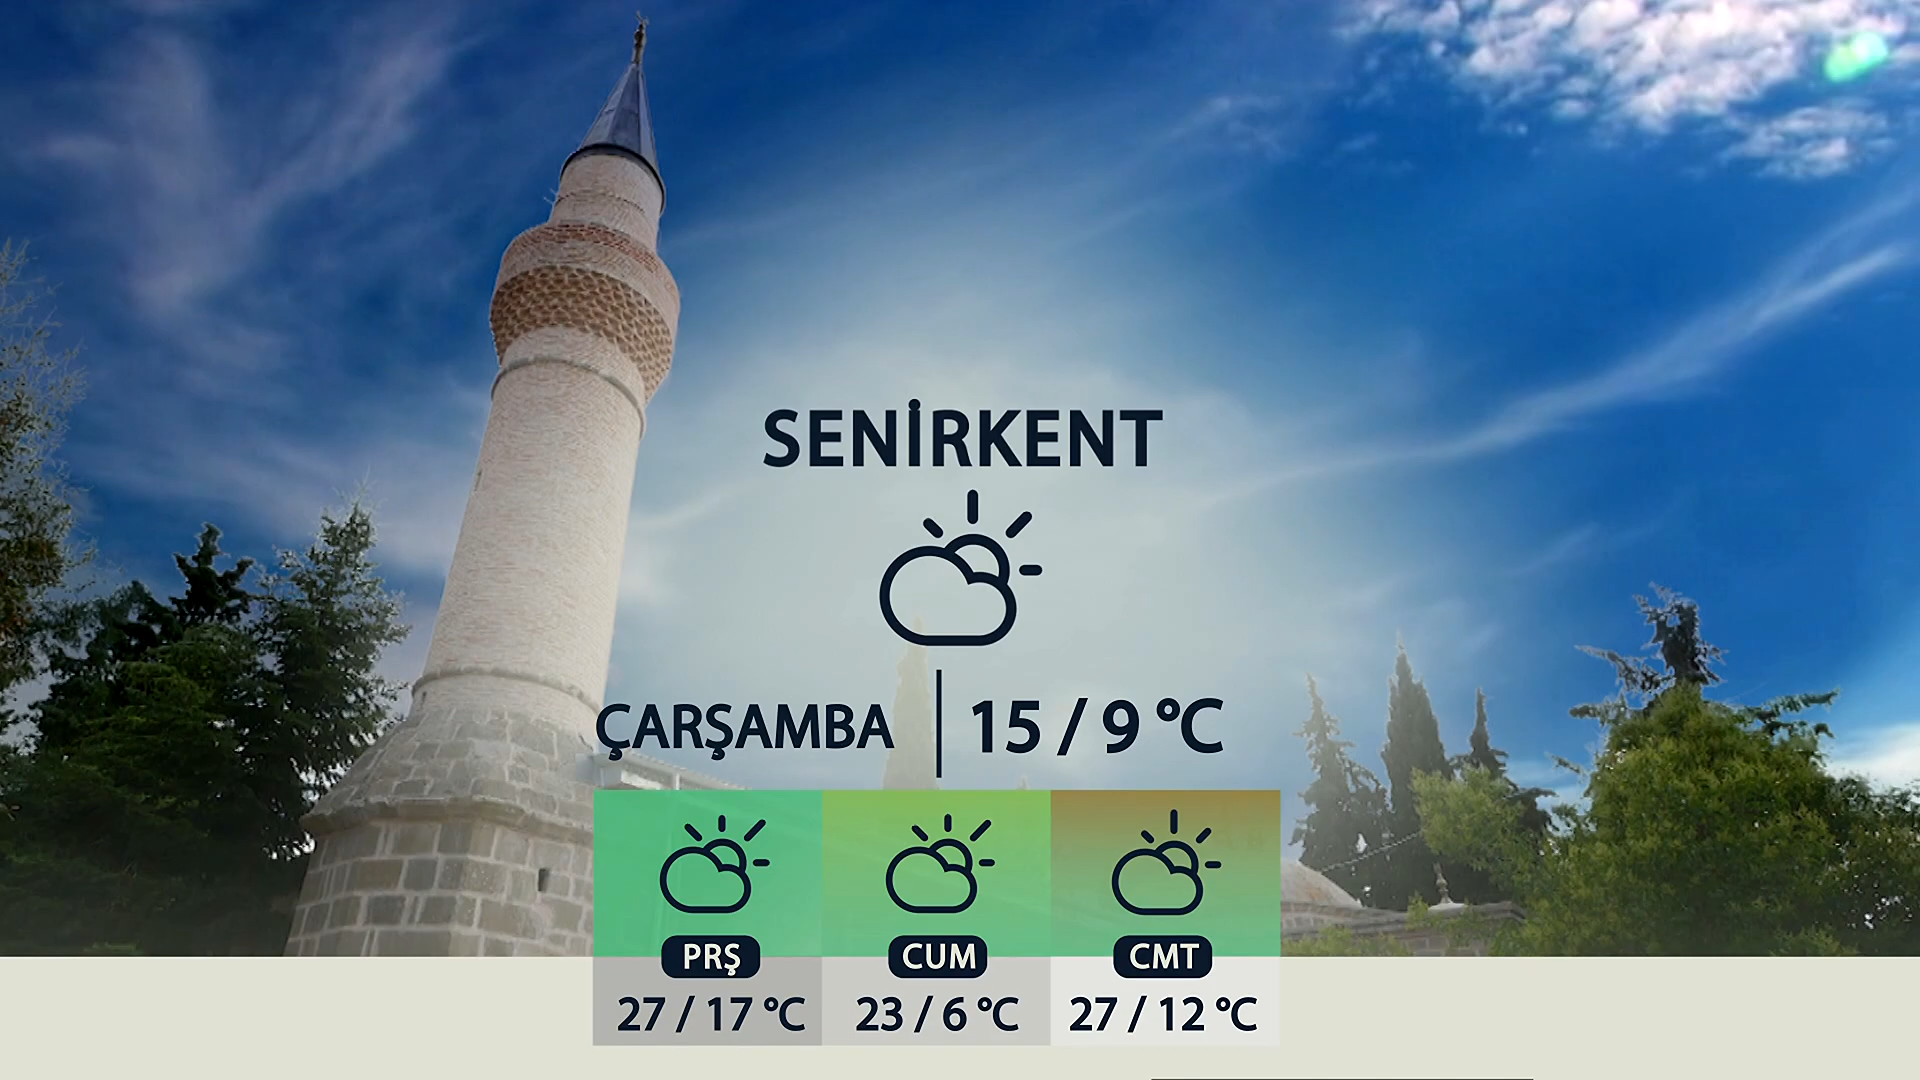 SENİRKENT
ÇARŞAMBA 15 / 9 °C
PRŞ CUM CMT
27 / 17 °C 23 / 6 °C 27 / 12 °C